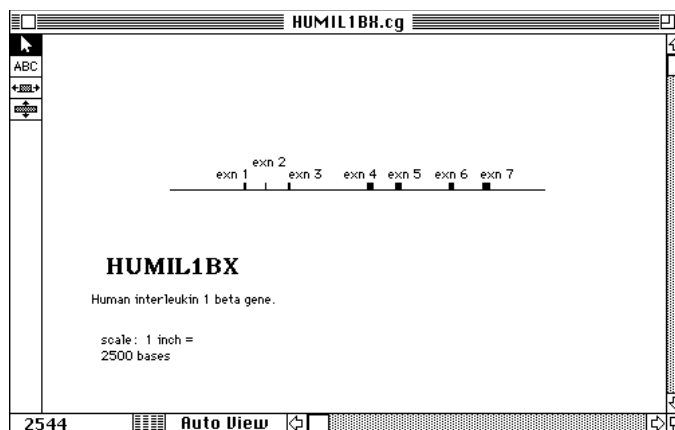 HUMIL1BX.cg
ABC
exn 2
exn 1 exn 3 exn 4 exn 5 exn 6 exn 7
HUMIL1BX
Human interleukin 1 beta gene.
scale: 1 inch =
2500 bases
2544 Auto View